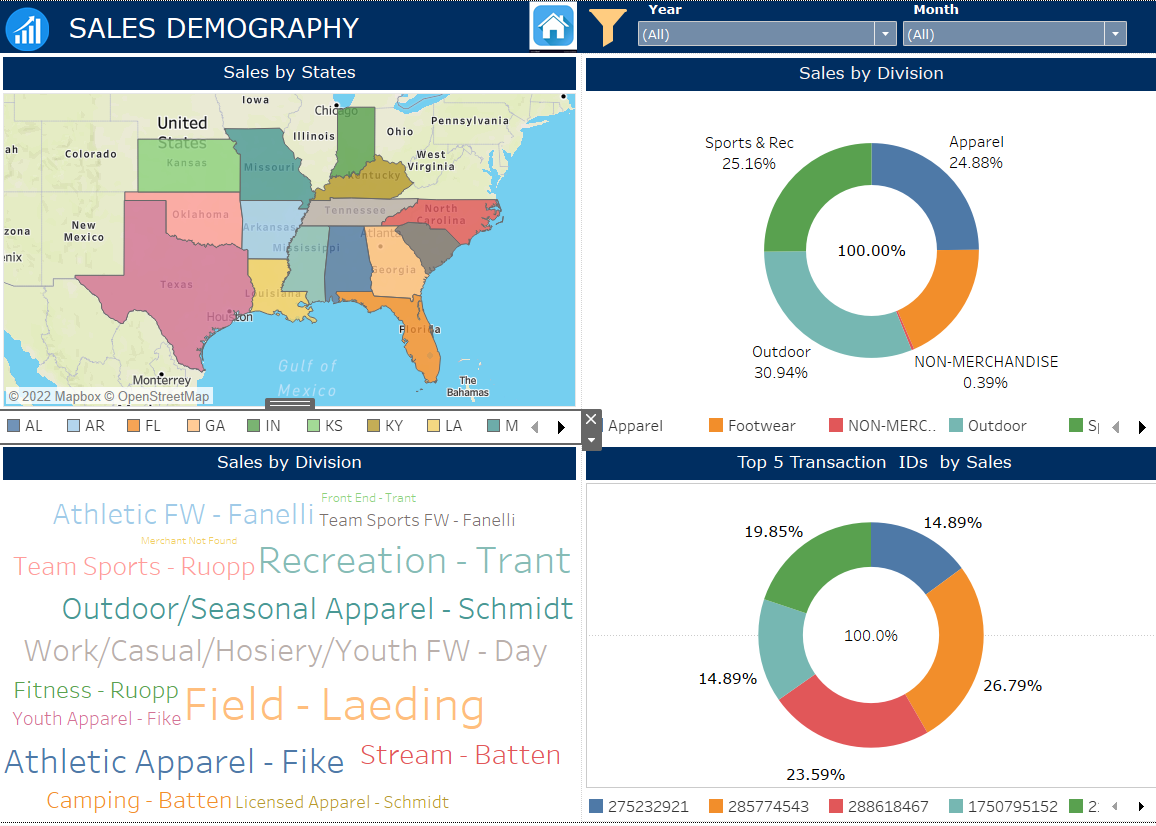 SALES DEMOGRAPHY
Year
Month
(All)
(All)
Sales by States
Sales by Division
Iowa
Chicago
Pennsylvania
United States
Illinois
Ohio
Colorado
Kansas
Missouri
West Virginia
Kentucky
Oklahoma
Tennessee
North Carolina
New Mexico
Arkansas
Atlanta
Mississippi
Georgia
Texas
Louisiana
Houston
Florida
Gulf of Mexico
Monterrey
The Bahamas
© 2022 Mapbox © OpenStreetMap
AL AR FL GA IN KS KY LA M
Sports & Rec
25.16%
Apparel
24.88%
100.00%
Outdoor
30.94%
NON-MERCHANDISE
0.39%
Apparel Footwear NON-MERC.. Outdoor Sp
Sales by Division
Top 5 Transaction IDs by Sales
Front End - Trant
Athletic FW - Fanelli
Team Sports FW - Fanelli
Merchant Not Found
Team Sports - Ruopp
Recreation - Trant
Outdoor/Seasonal Apparel - Schmidt
Work/Casual/Hosiery/Youth FW - Day
Fitness - Ruopp
Field - Laeding
Youth Apparel - Fike
Athletic Apparel - Fike
Stream - Batten
Camping - Batten
Licensed Apparel - Schmidt
19.85%
14.89%
100.0%
14.89%
26.79%
23.59%
275232921 285774543 288618467 1750795152